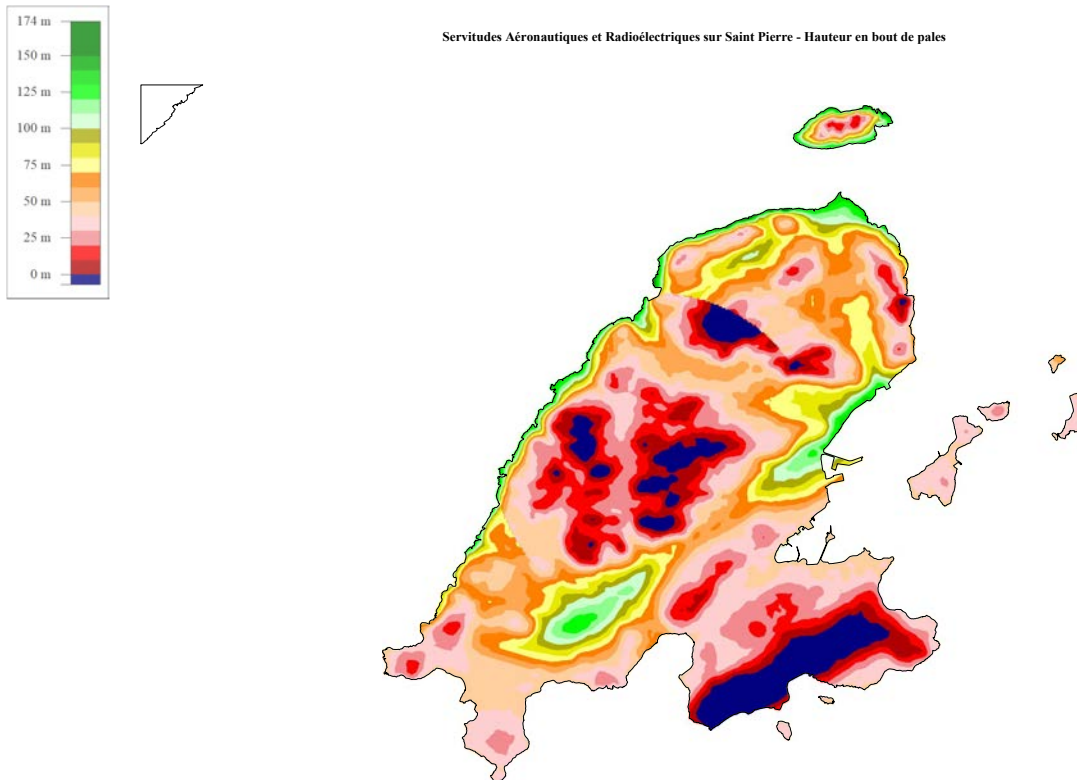 Servitudes Aéronautiques et Radioélectriques sur Saint Pierre - Hauteur en bout de pales
174 m
150 m
125 m
100 m
75 m
50 m
25 m
0 m